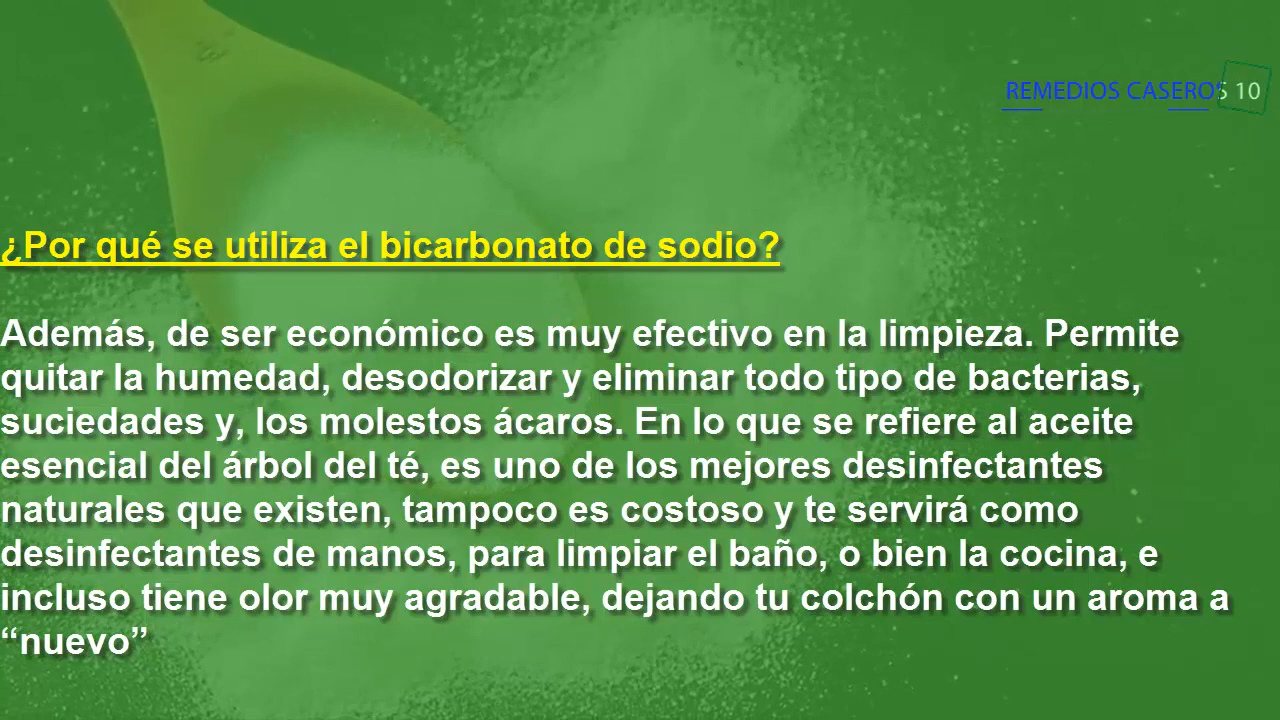 REMEDIOS CASEROS 10
¿Por qué se utiliza el bicarbonato de sodio?
Además, de ser económico es muy efectivo en la limpieza. Permite
quitar la humedad, desodorizar y eliminar todo tipo de bacterias,
suciedades y, los molestos ácaros. En lo que se refiere al aceite
esencial del árbol del té, es uno de los mejores desinfectantes
naturales que existen, tampoco es costoso y te servirá como
desinfectantes de manos, para limpiar el baño, o bien la cocina, e
incluso tiene olor muy agradable, dejando tu colchón con un aroma a
“nuevo”